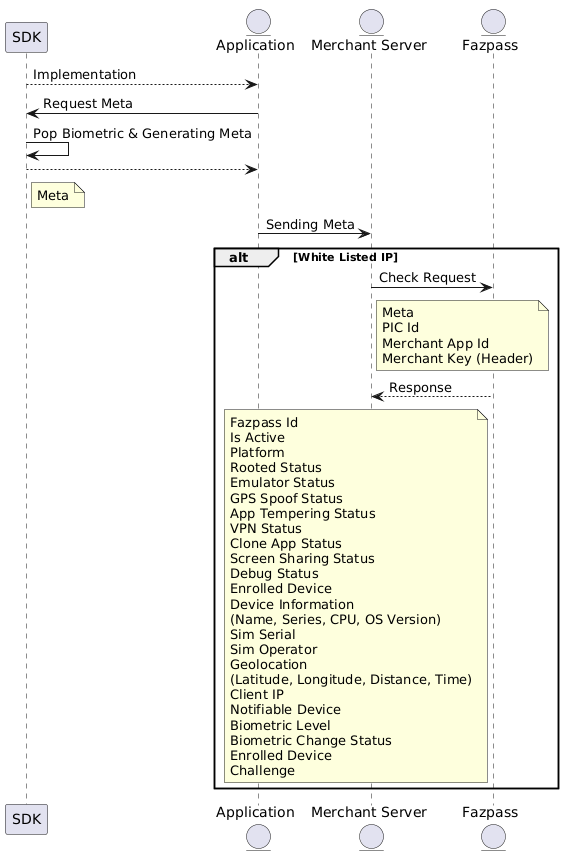 SDK
Application
Merchant Server
Fazpass
Implementation
Request Meta
Pop Biometric & Generating Meta
Meta
Sending Meta
alt
[White Listed IP]
Check Request
Meta
PIC Id
Merchant App Id
Merchant Key (Header)
Response
Fazpass Id
Is Active
Platform
Rooted Status
Emulator Status
GPS Spoof Status
App Tempering Status
VPN Status
Clone App Status
Screen Sharing Status
Debug Status
Enrolled Device
Device Information
(Name, Series, CPU, OS Version)
Sim Serial
Sim Operator
Geolocation
(Latitude, Longitude, Distance, Time)
Client IP
Notifiable Device
Biometric Level
Biometric Change Status
Enrolled Device
Challenge
SDK
Application
Merchant Server
Fazpass